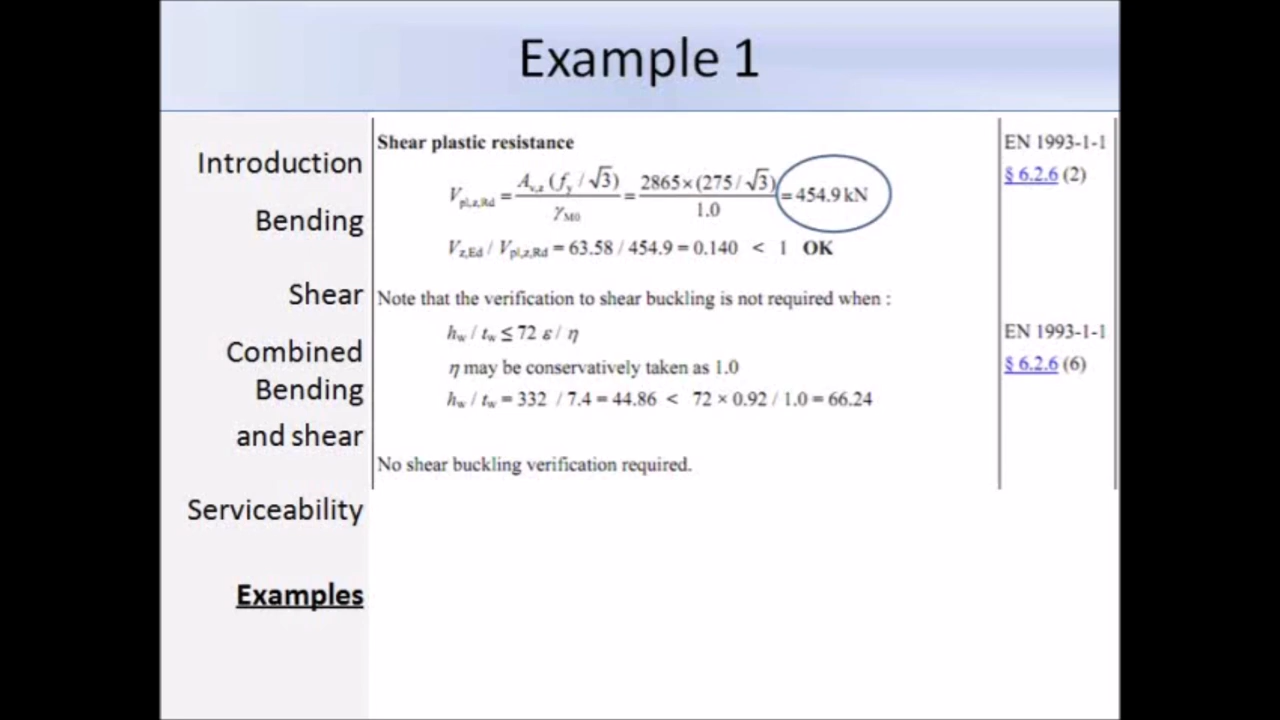 Example 1
Introduction
Bending
Shear
Combined
Bending
and shear
Serviceability
Examples
Shear plastic resistance
V_pl,z,Rd = A_v,z (f_y / √3) / γ_M0 = 2865×(275/√3) / 1.0 = 454.9 kN
V_z,Ed / V_pl,z,Rd = 63.58 / 454.9 = 0.140 < 1 OK
Note that the verification to shear buckling is not required when :
h_w / t_w ≤ 72 ε / η
η may be conservatively taken as 1.0
h_w / t_w = 332 / 7.4 = 44.86 < 72 × 0.92 / 1.0 = 66.24
No shear buckling verification required.
EN 1993-1-1
§ 6.2.6 (2)
EN 1993-1-1
§ 6.2.6 (6)